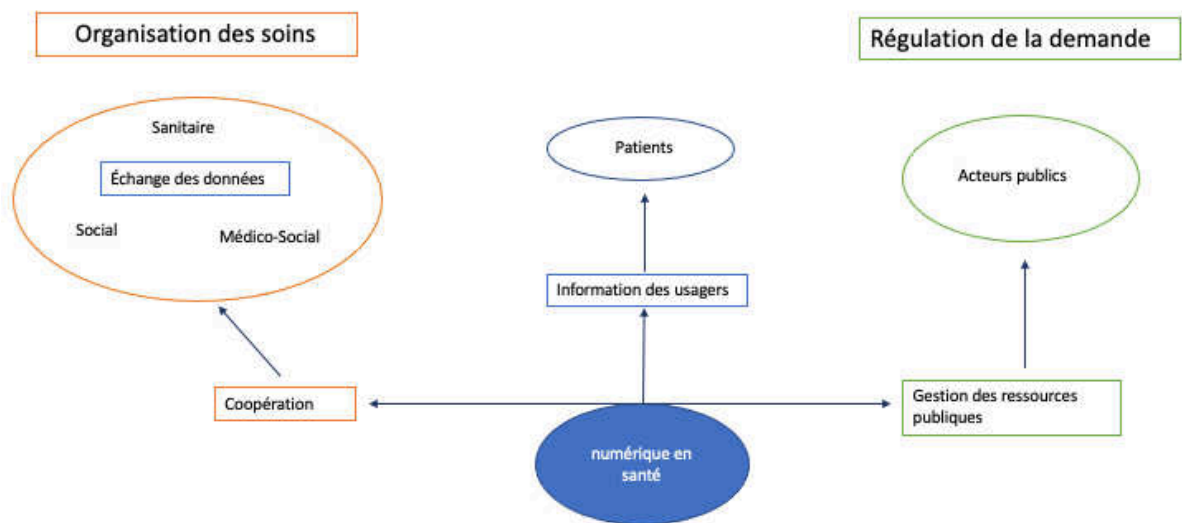 Organisation des soins
Régulation de la demande
Sanitaire
Échange des données
Social
Médico-Social
Patients
Acteurs publics
Information des usagers
Coopération
Gestion des ressources
publiques
numérique en
santé